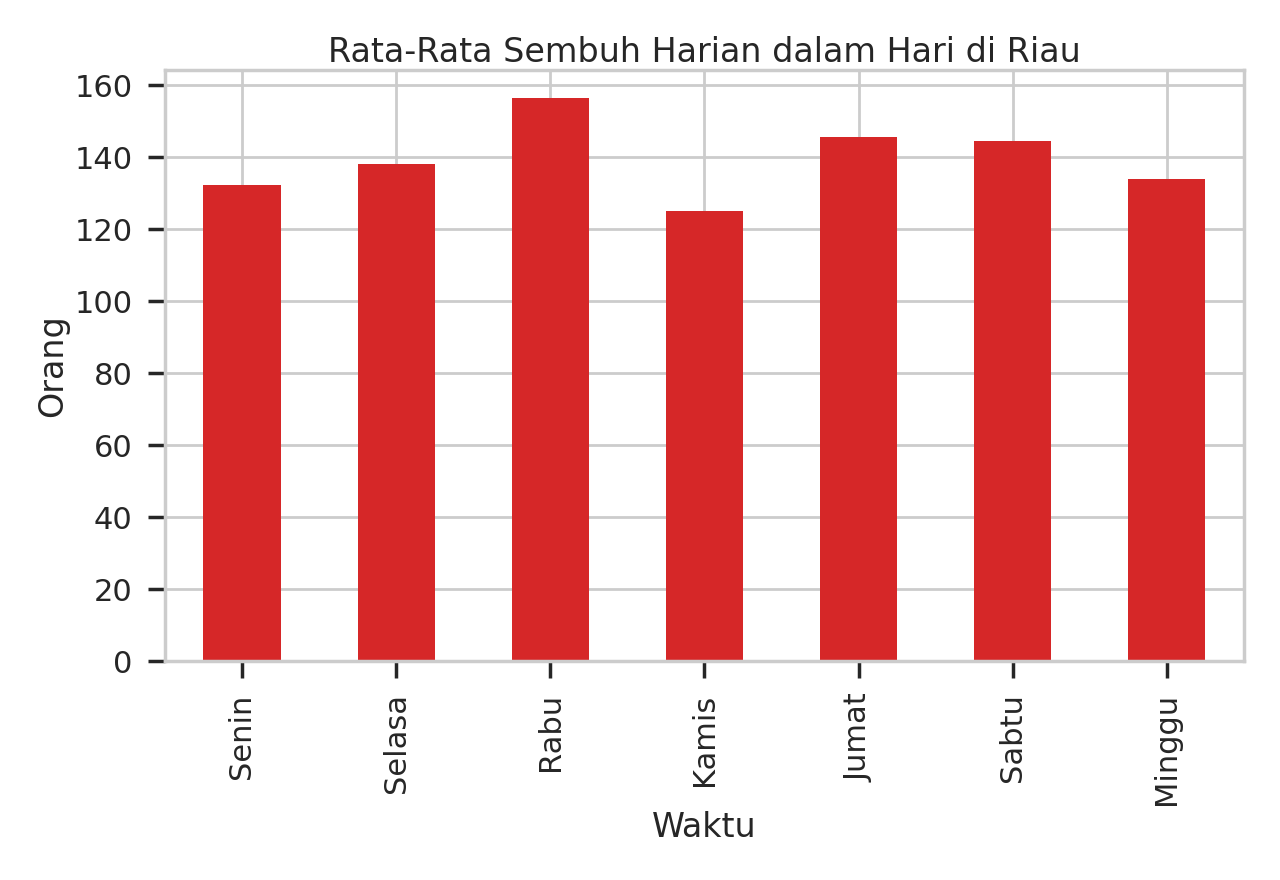 Rata-Rata Sembuh Harian dalam Hari di Riau
160
140
120
100
80
60
40
20
0
Orang
Senin
Selasa
Rabu
Kamis
Jumat
Sabtu
Minggu
Waktu